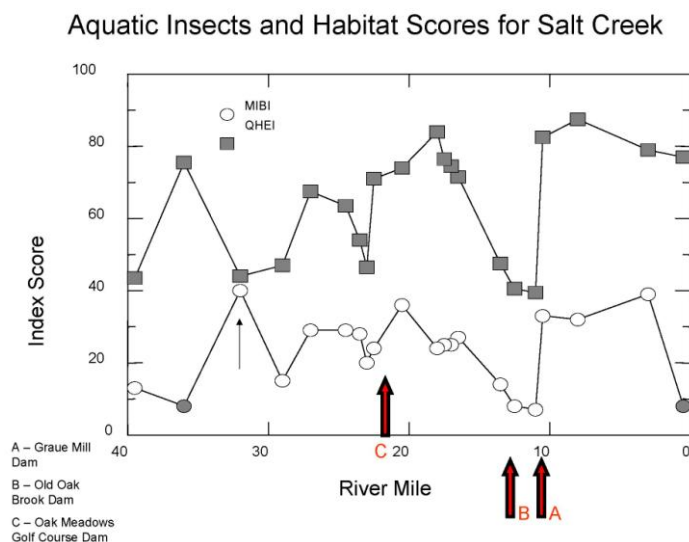 Aquatic Insects and Habitat Scores for Salt Creek
100
80
60
40
20
0
Index Score
MIBI
QHEI
40
30
20
10
0
River Mile
C
B
A
A – Graue Mill
Dam
B – Old Oak
Brook Dam
C – Oak Meadows
Golf Course Dam